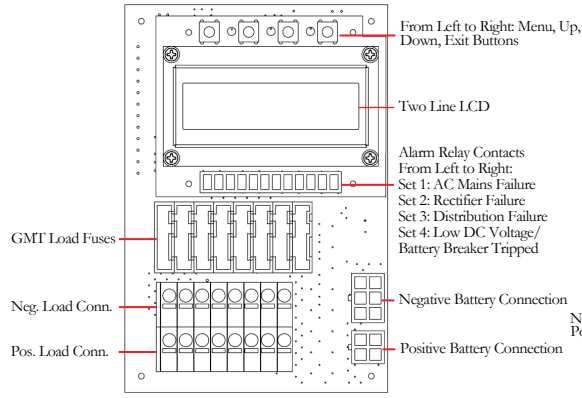 From Left to Right: Menu, Up,
Down, Exit Buttons
Two Line LCD
Alarm Relay Contacts
From Left to Right:
Set 1: AC Mains Failure
Set 2: Rectifier Failure
Set 3: Distribution Failure
Set 4: Low DC Voltage/
Battery Breaker Tripped
GMT Load Fuses
Neg. Load Conn.
Pos. Load Conn.
Negative Battery Connection
Positive Battery Connection